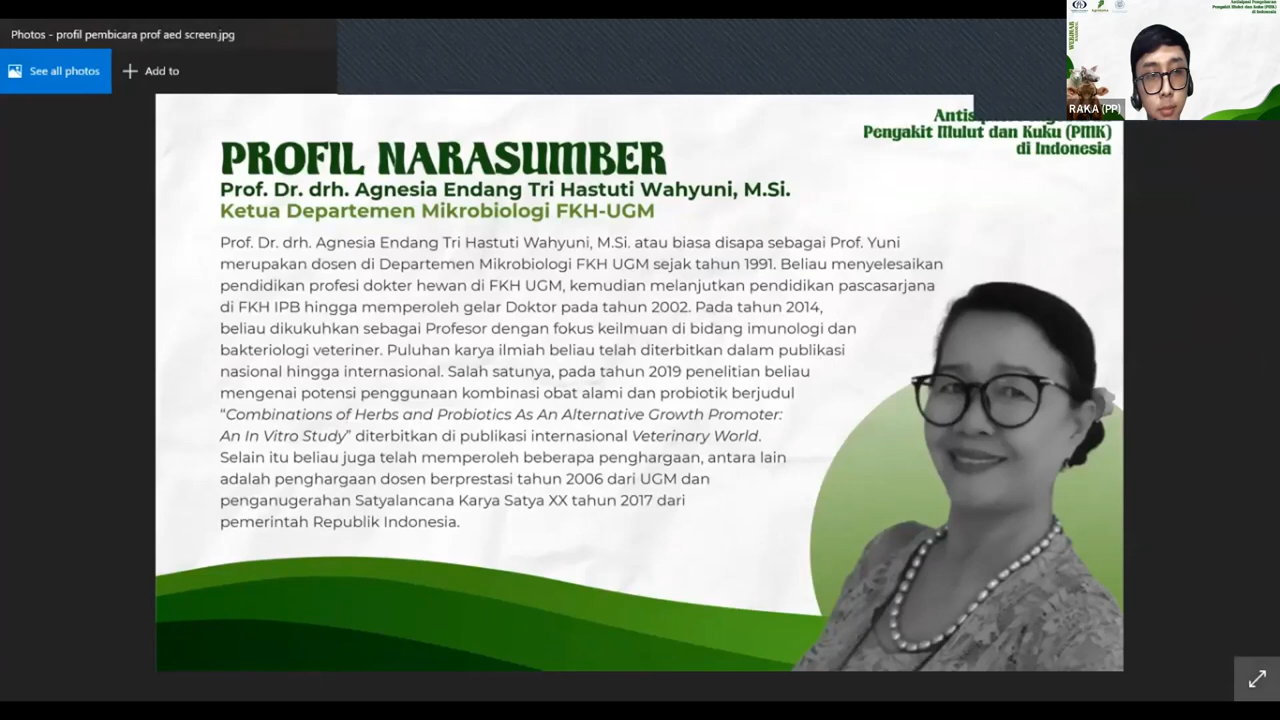 Photos - profil pembicara prof aed screen.jpg
See all photos
Add to
Penyakit Mulut dan Kuku (PMK)
di Indonesia
PROFIL NARASUMBER
Prof. Dr. drh. Agnesia Endang Tri Hastuti Wahyuni, M.Si.
Ketua Departemen Mikrobiologi FKH-UGM
Prof. Dr. drh. Agnesia Endang Tri Hastuti Wahyuni, M.Si. atau biasa disapa sebagai Prof. Yuni
merupakan dosen di Departemen Mikrobiologi FKH UGM sejak tahun 1991. Beliau menyelesaikan
pendidikan profesi dokter hewan di FKH UGM, kemudian melanjutkan pendidikan pascasarjana
di FKH IPB hingga memperoleh gelar Doktor pada tahun 2002. Pada tahun 2014,
beliau dikukuhkan sebagai Profesor dengan fokus keilmuan di bidang imunologi dan
bakteriologi veteriner. Puluhan karya ilmiah beliau telah diterbitkan dalam publikasi
nasional hingga internasional. Salah satunya, pada tahun 2019 penelitian beliau
mengenai potensi penggunaan kombinasi obat alami dan probiotik berjudul
“Combinations of Herbs and Probiotics As An Alternative Growth Promoter:
An In Vitro Study” diterbitkan di publikasi internasional Veterinary World.
Selain itu beliau juga telah memperoleh beberapa penghargaan, antara lain
adalah penghargaan dosen berprestasi tahun 2006 dari UGM dan
penganugerahan Satyalancana Karya Satya XX tahun 2017 dari
pemerintah Republik Indonesia.
Penyakit Mulut dan Kuku (PMK)
di Indonesia
WEBINAR
RAKA (PP)